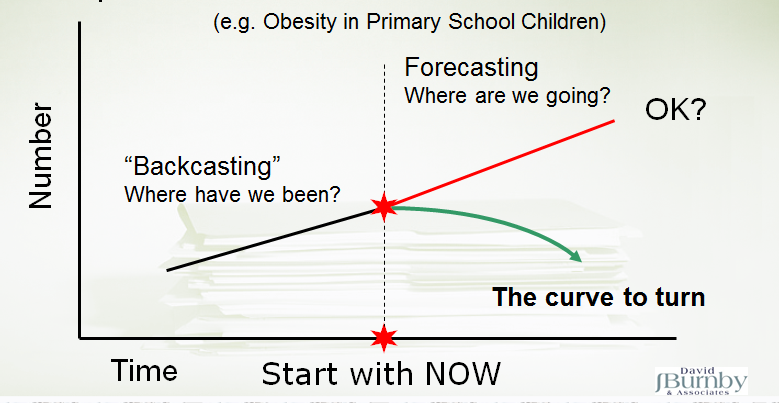 (e.g. Obesity in Primary School Children)
Forecasting
Where are we going?
OK?
“Backcasting”
Where have we been?
Number
The curve to turn
Time
Start with NOW
David
JBurnby
& Associates